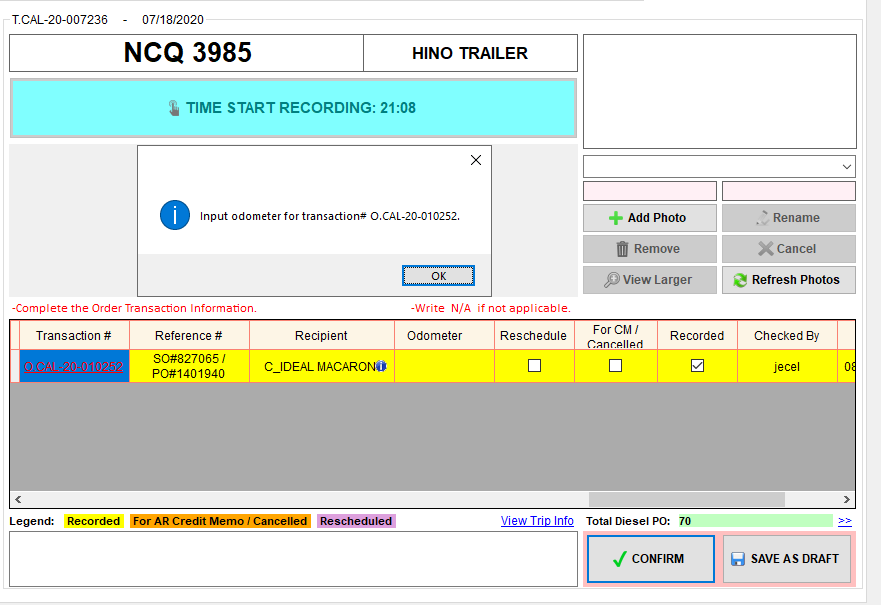 T.CAL-20-007236 - 07/18/2020
NCQ 3985
HINO TRAILER
TIME START RECORDING: 21:08
Input odometer for transaction# O.CAL-20-010252.
OK
Add Photo
Rename
Remove
Cancel
View Larger
Refresh Photos
-Complete the Order Transaction Information.
-Write N/A if not applicable.
Transaction # Reference # Recipient Odometer Reschedule For CM / Cancelled Recorded Checked By
O.CAL-20-010252 SO#827065 / C_IDEAL MACARON jecel 08
PO#1401940
Legend: Recorded For AR Credit Memo / Cancelled Rescheduled View Trip Info Total Diesel PO: 70 >>
CONFIRM
SAVE AS DRAFT